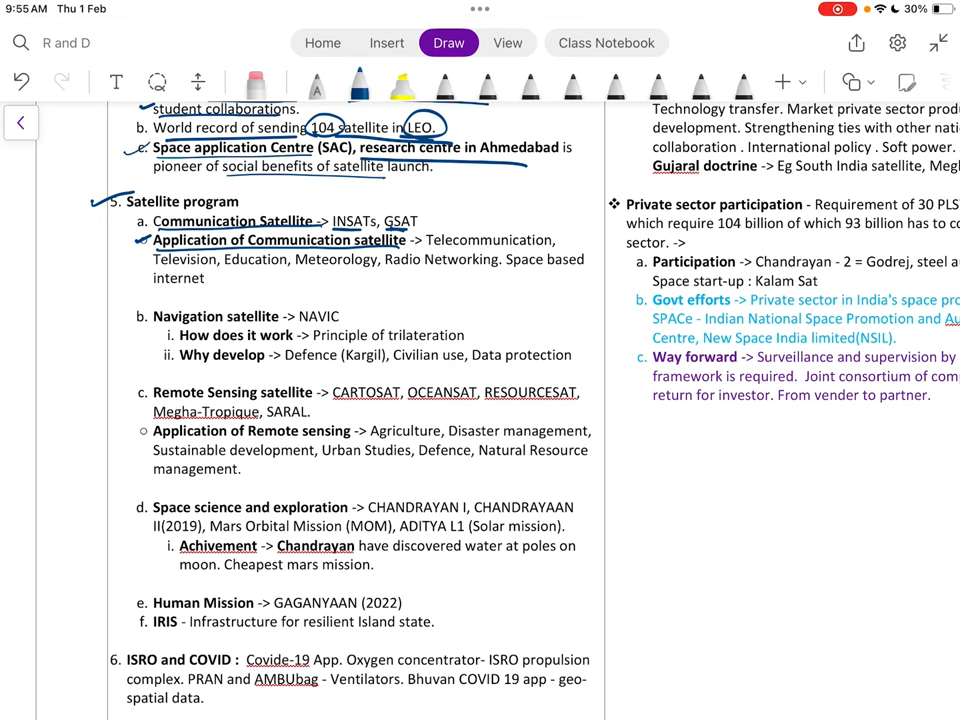 9:55 AM Thu 1 Feb
30%
R and D
Home Insert Draw View Class Notebook
T
A
student collaborations.
b. World record of sending 104 satellite in LEO.
c. Space application Centre (SAC), research centre in Ahmedabad is
pioneer of social benefits of satellite launch.
5. Satellite program
a. Communication Satellite -> INSATs, GSAT
Application of Communication satellite -> Telecommunication,
Television, Education, Meteorology, Radio Networking. Space based
internet
b. Navigation satellite -> NAVIC
i. How does it work -> Principle of trilateration
ii. Why develop -> Defence (Kargil), Civilian use, Data protection
c. Remote Sensing satellite -> CARTOSAT, OCEANSAT, RESOURCESAT,
Megha-Tropique, SARAL.
○ Application of Remote sensing -> Agriculture, Disaster management,
Sustainable development, Urban Studies, Defence, Natural Resource
management.
d. Space science and exploration -> CHANDRAYAN I, CHANDRAYAAN
II(2019), Mars Orbital Mission (MOM), ADITYA L1 (Solar mission).
i. Achivement -> Chandrayan have discovered water at poles on
moon. Cheapest mars mission.
e. Human Mission -> GAGANYAAN (2022)
f. IRIS - Infrastructure for resilient Island state.
6. ISRO and COVID : Covide-19 App. Oxygen concentrator- ISRO propulsion
complex. PRAN and AMBUbag - Ventilators. Bhuvan COVID 19 app - geo-
spatial data.
Technology transfer. Market private sector prod
development. Strengthening ties with other nati
collaboration . International policy . Soft power.
Gujaral doctrine -> Eg South India satellite, Megh
❖ Private sector participation - Requirement of 30 PLS
which require 104 billion of which 93 billion has to co
sector. ->
a. Participation -> Chandrayan - 2 = Godrej, steel a
Space start-up : Kalam Sat
b. Govt efforts -> Private sector in India's space pro
SPACe - Indian National Space Promotion and Au
Centre, New Space India limited(NSIL).
c. Way forward -> Surveillance and supervision by
framework is required. Joint consortium of comp
return for investor. From vender to partner.